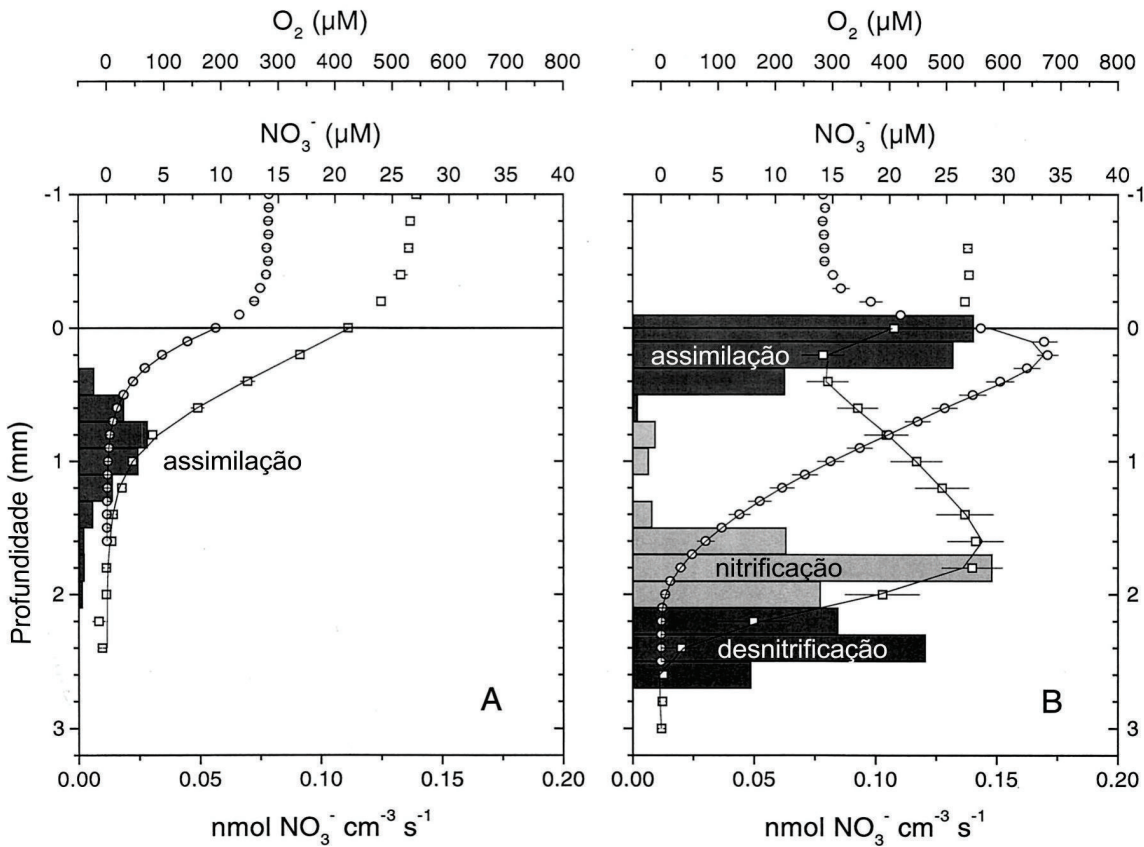 O₂ (µM)
0 100 200 300 400 500 600 700 800
NO₃⁻ (µM)
0 5 10 15 20 25 30 35 40
-1
0
1
2
3
Profundidade (mm)
assimilação
A
0.00 0.05 0.10 0.15 0.20
nmol NO₃⁻ cm⁻³ s⁻¹
O₂ (µM)
0 100 200 300 400 500 600 700 800
NO₃⁻ (µM)
0 5 10 15 20 25 30 35 40
-1
0
assimilação
1
nitrificação
2
desnitrificação
B
3
0.00 0.05 0.10 0.15 0.20
nmol NO₃⁻ cm⁻³ s⁻¹